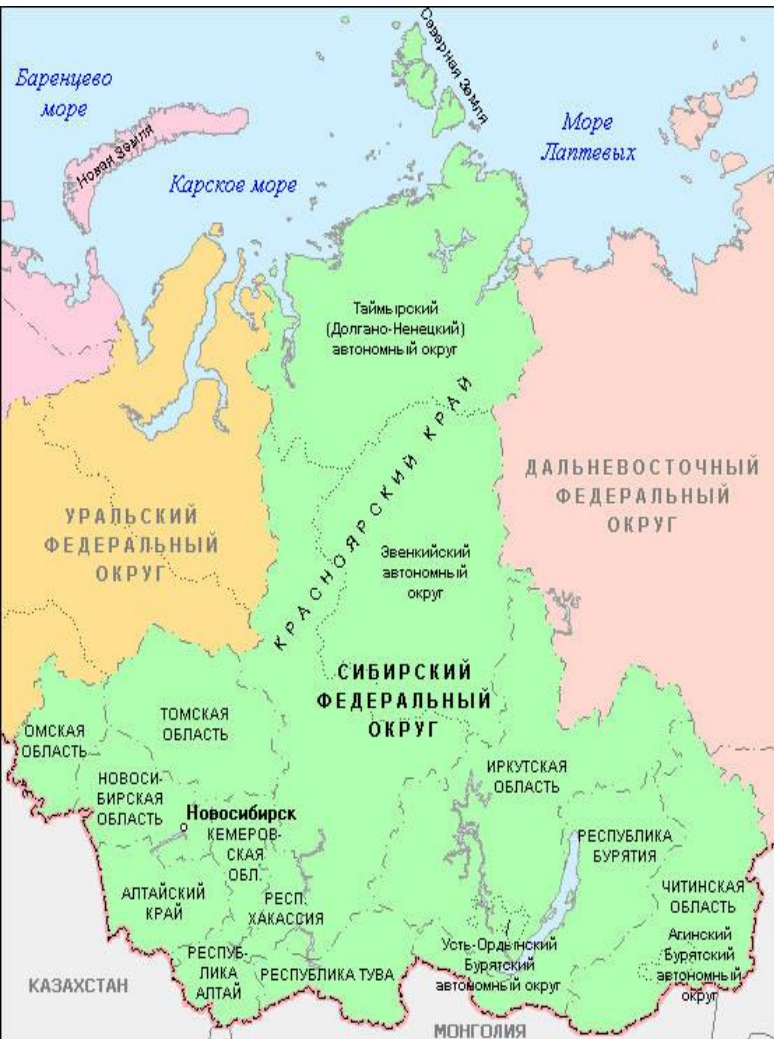 Северная Земля
Баренцево
море
Новая Земля
Море
Лаптевых
Карское море
Таймырский
(Долгано-Ненецкий)
автономный округ
КРАСНОЯРСКИЙ КРАЙ
ДАЛЬНЕВОСТОЧНЫЙ
ФЕДЕРАЛЬНЫЙ
ОКРУГ
УРАЛЬСКИЙ
ФЕДЕРАЛЬНЫЙ
ОКРУГ
Эвенкийский
автономный
округ
СИБИРСКИЙ
ФЕДЕРАЛЬНЫЙ
ОКРУГ
ТОМСКАЯ
ОБЛАСТЬ
ОМСКАЯ
ОБЛАСТЬ
ИРКУТСКАЯ
ОБЛАСТЬ
НОВОСИ-
БИРСКАЯ
ОБЛАСТЬ
Новосибирск
КЕМЕРОВ-
СКАЯ
ОБЛ.
РЕСПУБЛИКА
БУРЯТИЯ
АЛТАЙСКИЙ
КРАЙ
РЕСП.
ХАКАССИЯ
ЧИТИНСКАЯ
ОБЛАСТЬ
Усть-Ордынский
Бурятский
автономный округ
Агинский
Бурятский
автономный
округ
РЕСПУБ-
ЛИКА
АЛТАЙ
РЕСПУБЛИКА ТУВА
КАЗАХСТАН
МОНГОЛИЯ